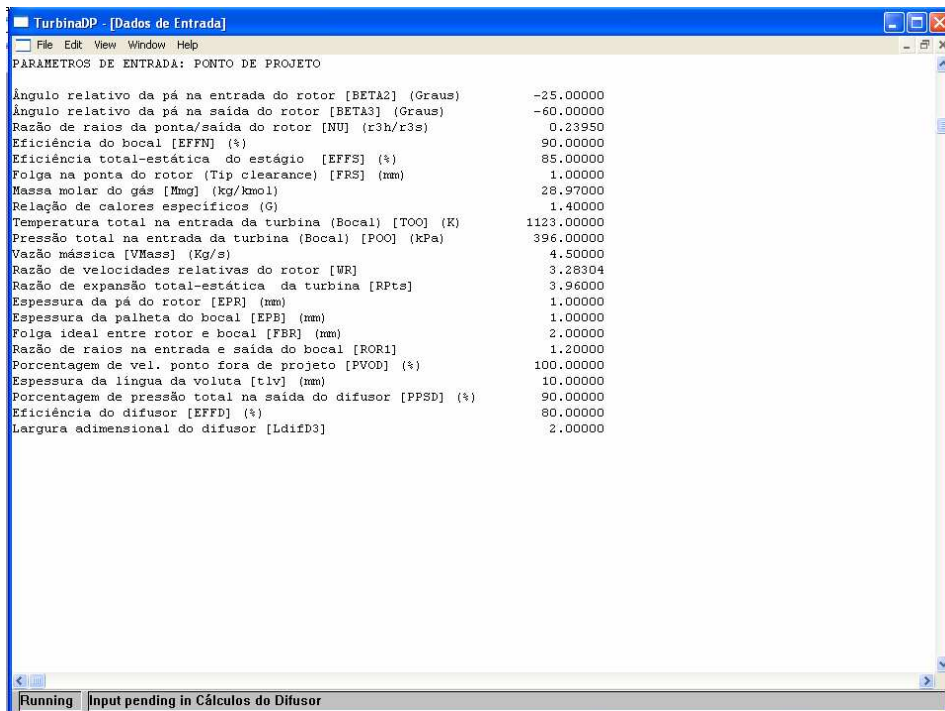 TurbinaDP - [Dados de Entrada]
File Edit View Window Help
PARAMETROS DE ENTRADA: PONTO DE PROJETO
Ângulo relativo da pá na entrada do rotor [BETA2] (Graus) -25.00000
Ângulo relativo da pá na saída do rotor [BETA3] (Graus) -60.00000
Razão de raios da ponta/saída do rotor [NU] (r3h/r3s) 0.23950
Eficiência do bocal [EFFN] (%) 90.00000
Eficiência total-estática do estágio [EFFS] (%) 85.00000
Folga na ponta do rotor (Tip clearance) [FRS] (mm) 1.00000
Massa molar do gás [Mmg] (kg/kmol) 28.97000
Relação de calores específicos (G) 1.40000
Temperatura total na entrada da turbina (Bocal) [TOO] (K) 1123.00000
Pressão total na entrada da turbina (Bocal) [POO] (kPa) 396.00000
Vazão mássica [VMass] (Kg/s) 4.50000
Razão de velocidades relativas do rotor [WR] 3.28304
Razão de expansão total-estática da turbina [RPts] 3.96000
Espessura da pá do rotor [EPR] (mm) 1.00000
Espessura da palheta do bocal [EPB] (mm) 1.00000
Folga ideal entre rotor e bocal [FBR] (mm) 2.00000
Razão de raios na entrada e saída do bocal [ROR1] 1.20000
Porcentagem de vel. ponto fora de projeto [PVOD] (%) 100.00000
Espessura da língua da voluta [tlv] (mm) 10.00000
Porcentagem de pressão total na saída do difusor [PPSD] (%) 90.00000
Eficiência do difusor [EFFD] (%) 80.00000
Largura adimensional do difusor [LdifD3] 2.00000
Running Input pending in Cálculos do Difusor